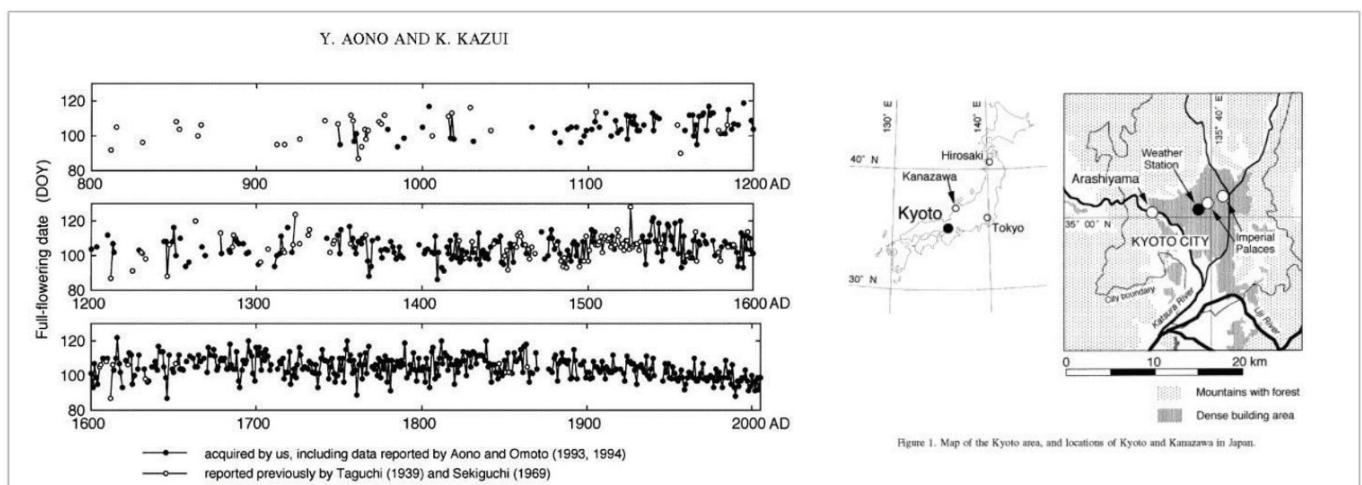 Y. AONO AND K. KAZUI
Full-flowering date (DOY)
120
100
80
800 900 1000 1100 1200 AD
120
100
80
1200 1300 1400 1500 1600 AD
120
100
80
1600 1700 1800 1900 2000 AD
acquired by us, including data reported by Aono and Omoto (1993, 1994)
reported previously by Taguchi (1939) and Sekiguchi (1969)
130° E
140° E
40° N
Hirosaki
Kanazawa
Kyoto
Tokyo
30° N
135° 40' E
Weather
Station
Arashiyama
35° 00' N
KYOTO CITY
Imperial
Palaces
City boundary
Katsura River
Uji River
0 10 20 km
Mountains with forest
Dense building area
Figure 1. Map of the Kyoto area, and locations of Kyoto and Kanazawa in Japan.